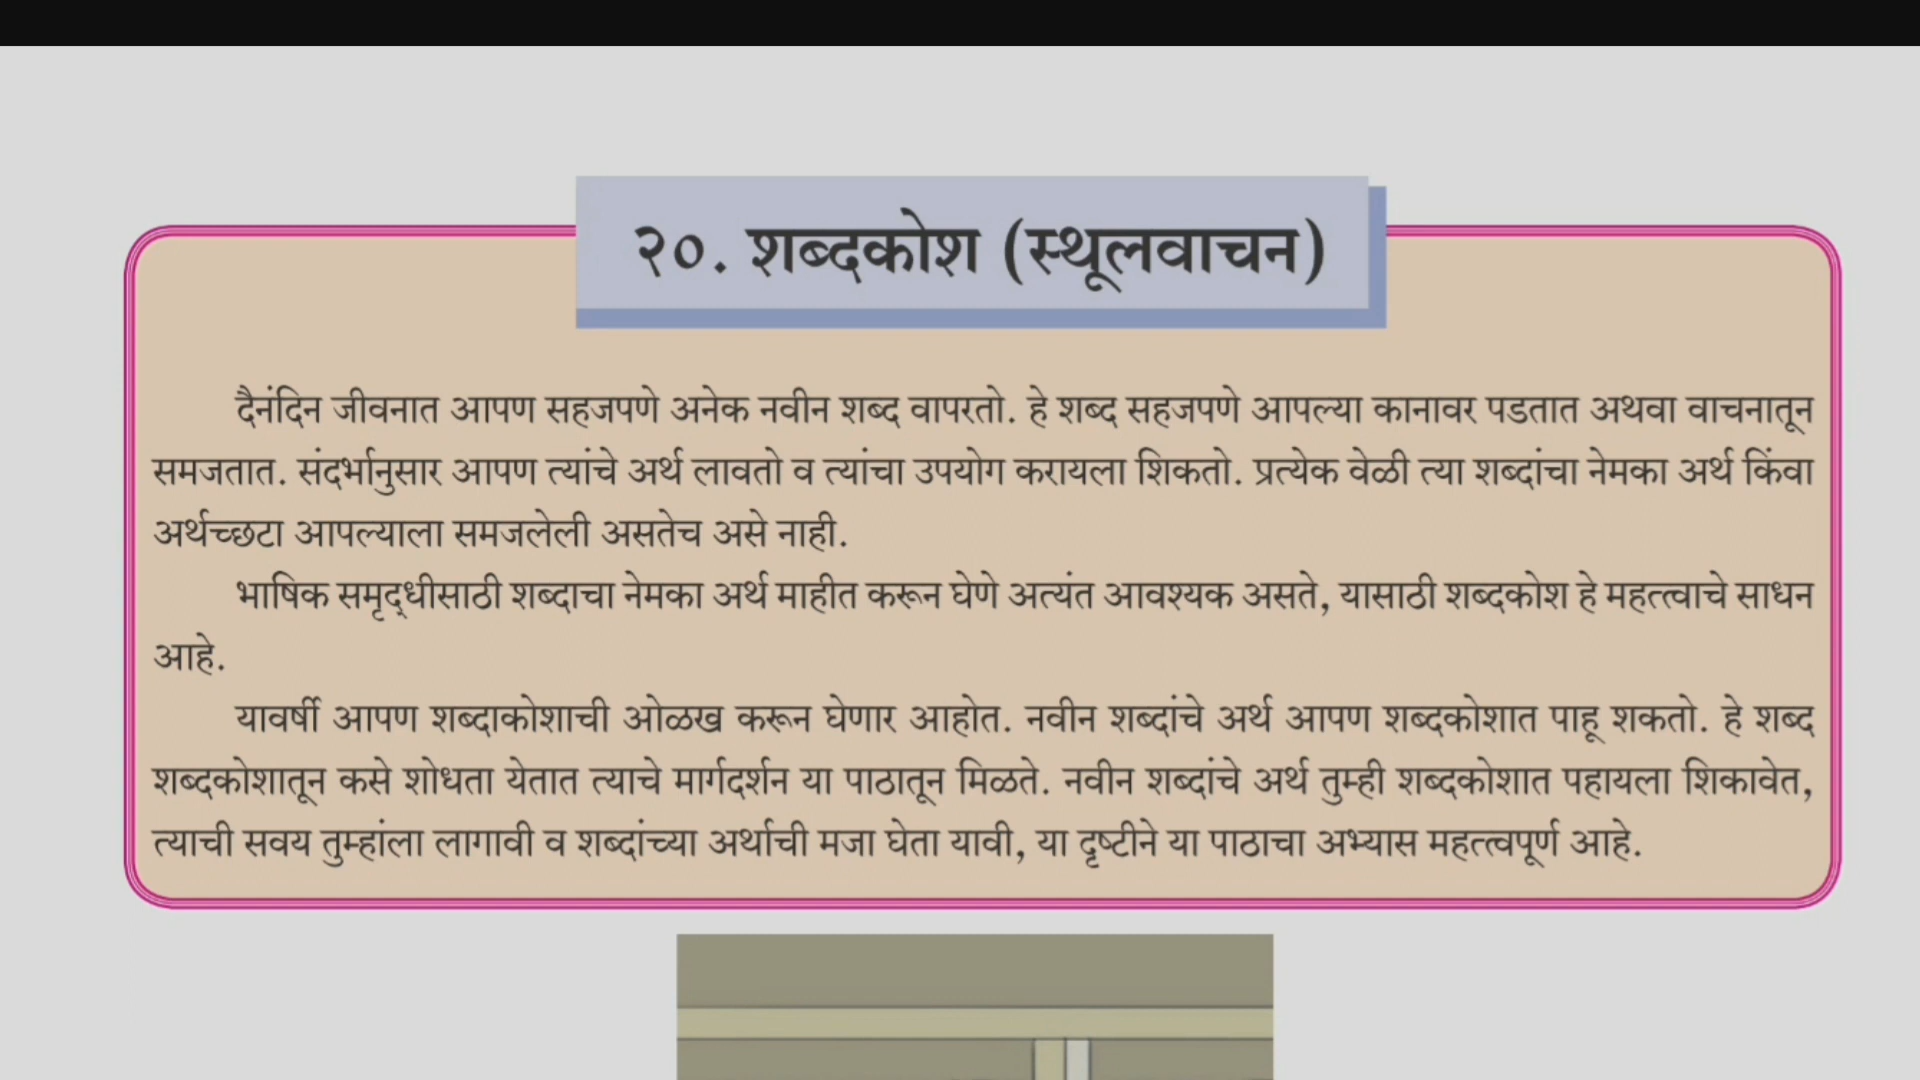 २०. शब्दकोश (स्थूलवाचन)
दैनंदिन जीवनात आपण सहजपणे अनेक नवीन शब्द वापरतो. हे शब्द सहजपणे आपल्या कानावर पडतात अथवा वाचनातून
समजतात. संदर्भानुसार आपण त्यांचे अर्थ लावतो व त्यांचा उपयोग करायला शिकतो. प्रत्येक वेळी त्या शब्दांचा नेमका अर्थ किंवा
अर्थच्छटा आपल्याला समजलेली असतेच असे नाही.
भाषिक समृद्धीसाठी शब्दाचा नेमका अर्थ माहीत करून घेणे अत्यंत आवश्यक असते, यासाठी शब्दकोश हे महत्त्वाचे साधन
आहे.
यावर्षी आपण शब्दाकोशाची ओळख करून घेणार आहोत. नवीन शब्दांचे अर्थ आपण शब्दकोशात पाहू शकतो. हे शब्द
शब्दकोशातून कसे शोधता येतात त्याचे मार्गदर्शन या पाठातून मिळते. नवीन शब्दांचे अर्थ तुम्ही शब्दकोशात पहायला शिकावेत,
त्याची सवय तुम्हांला लागावी व शब्दांच्या अर्थाची मजा घेता यावी, या दृष्टीने या पाठाचा अभ्यास महत्त्वपूर्ण आहे.